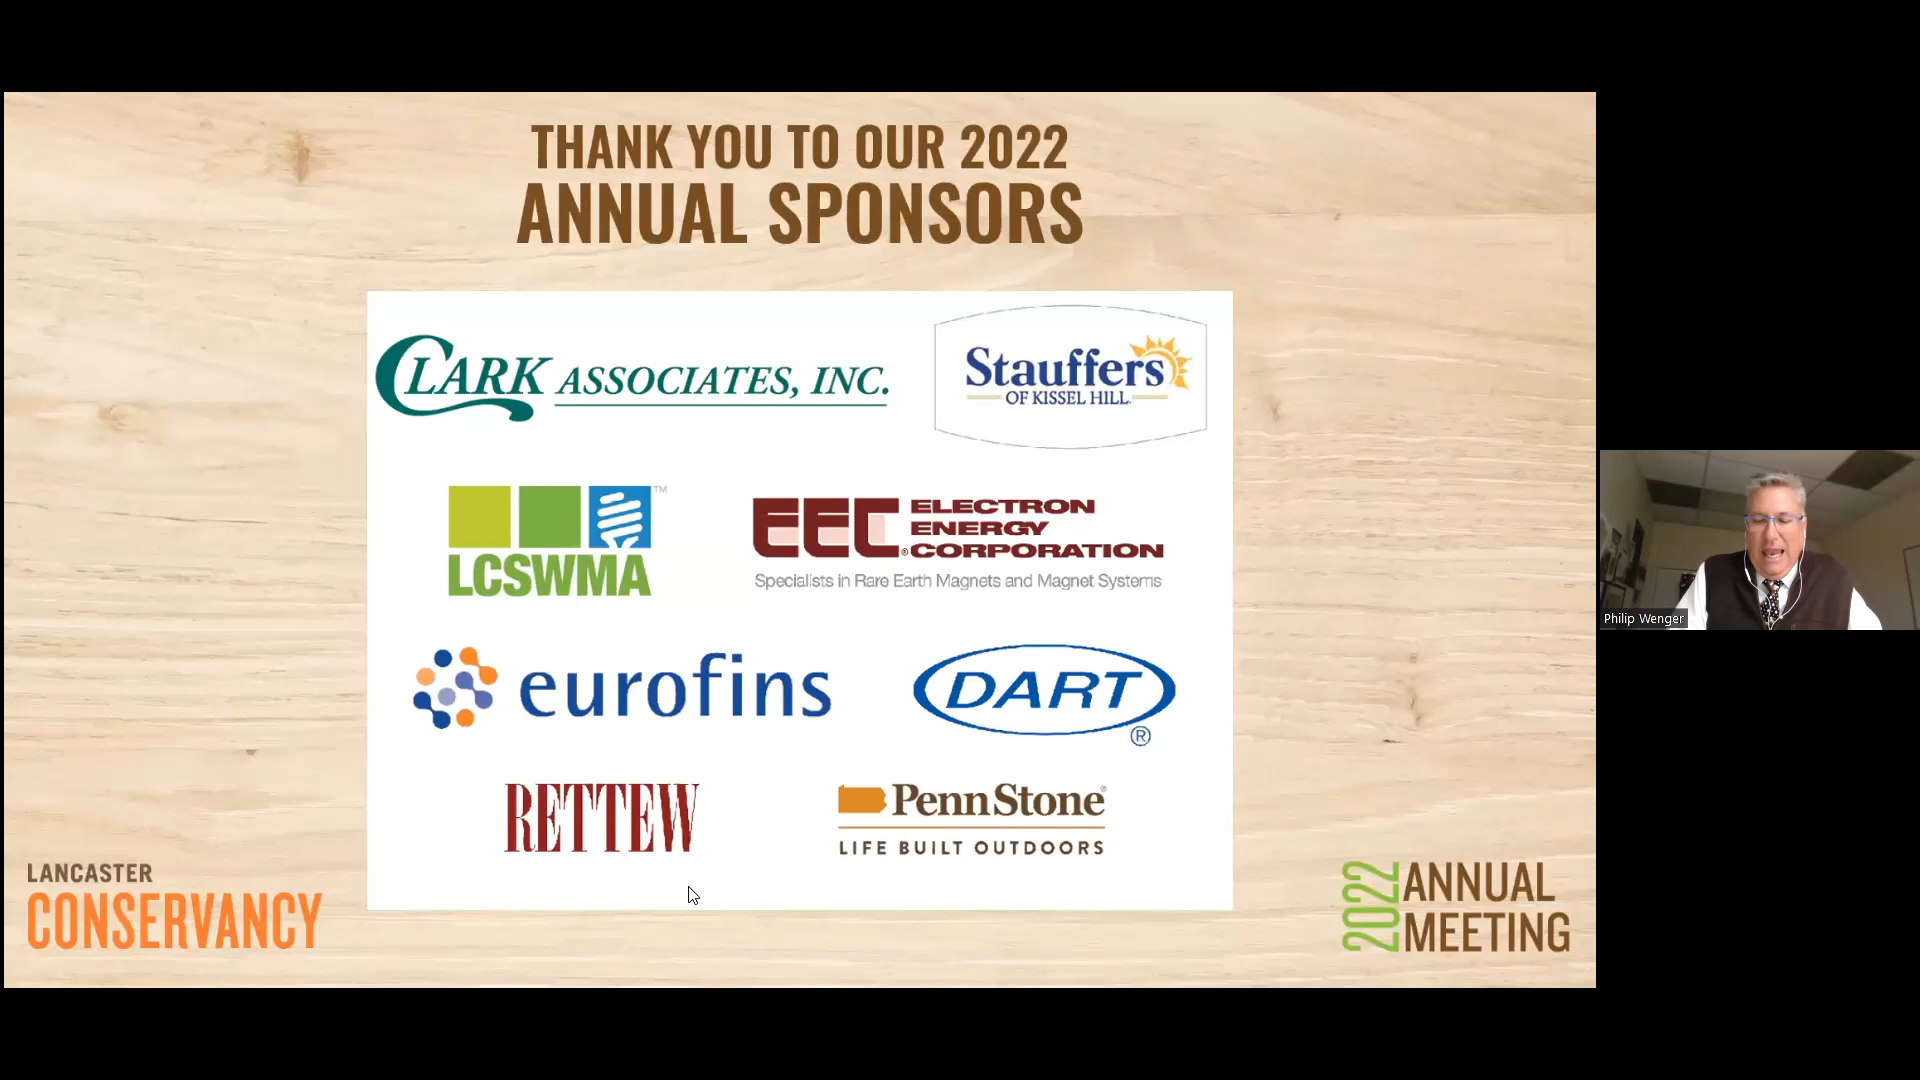 THANK YOU TO OUR 2022
ANNUAL SPONSORS
CLARK ASSOCIATES, INC.
Stauffers
OF KISSEL HILL.
LCSWMA™
EEC® ELECTRON
ENERGY
CORPORATION
Specialists in Rare Earth Magnets and Magnet Systems
eurofins
DART®
RETTEW
PennStone®
LIFE BUILT OUTDOORS
LANCASTER
CONSERVANCY
2022 ANNUAL
MEETING
Philip Wenger